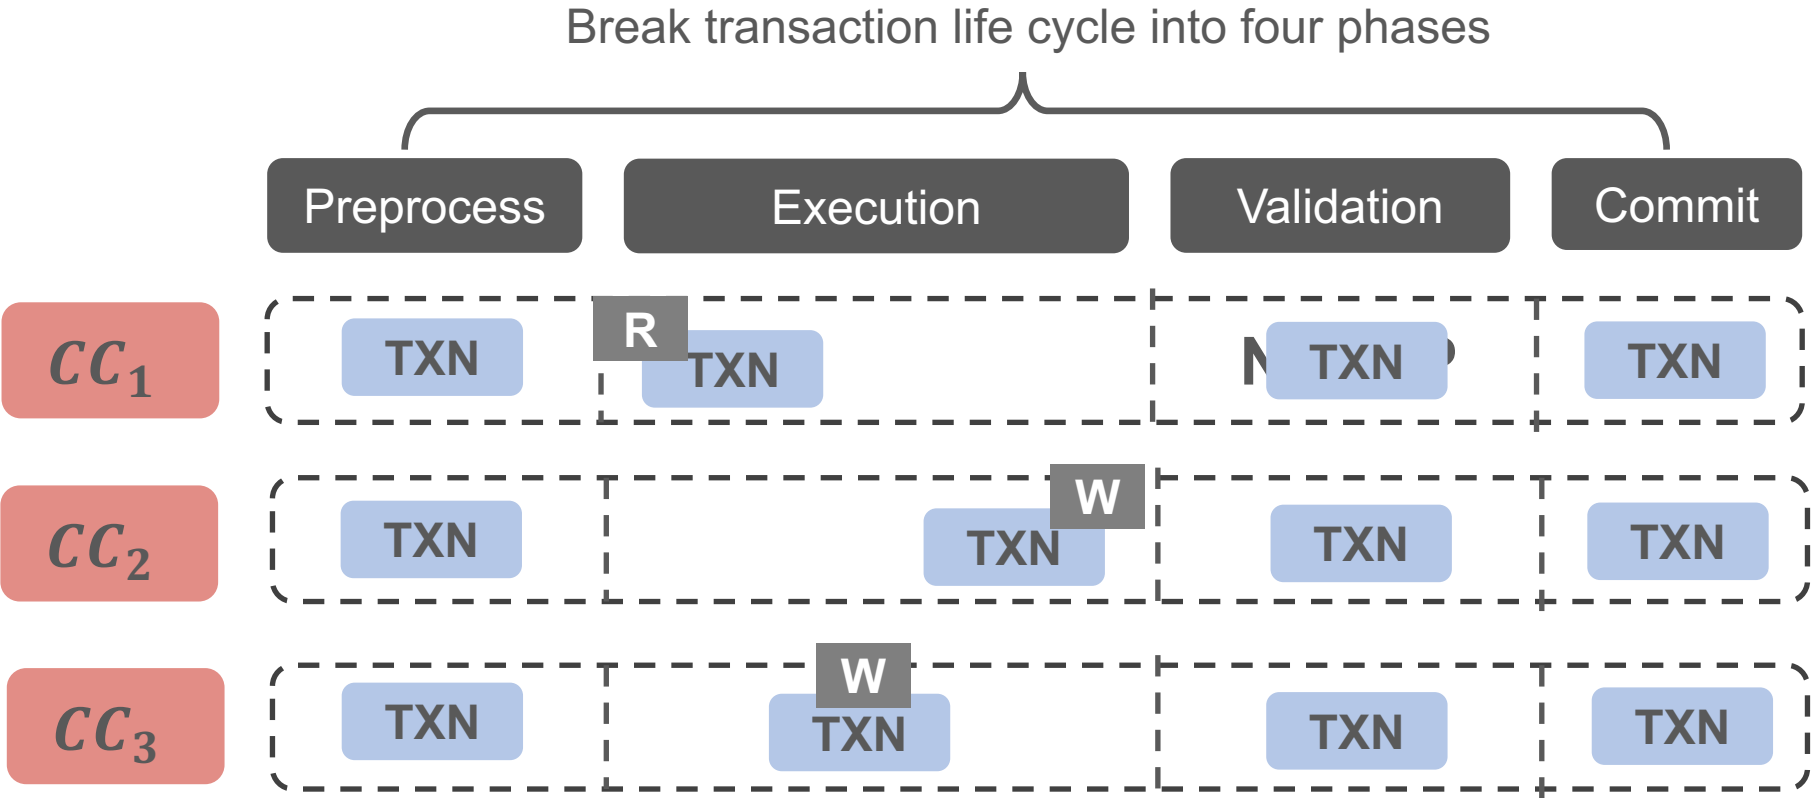 Break transaction life cycle into four phases
Preprocess Execution Validation Commit
CC₁ TXN R TXN TXN TXN
CC₂ TXN TXN W TXN TXN
CC₃ TXN W TXN TXN TXN